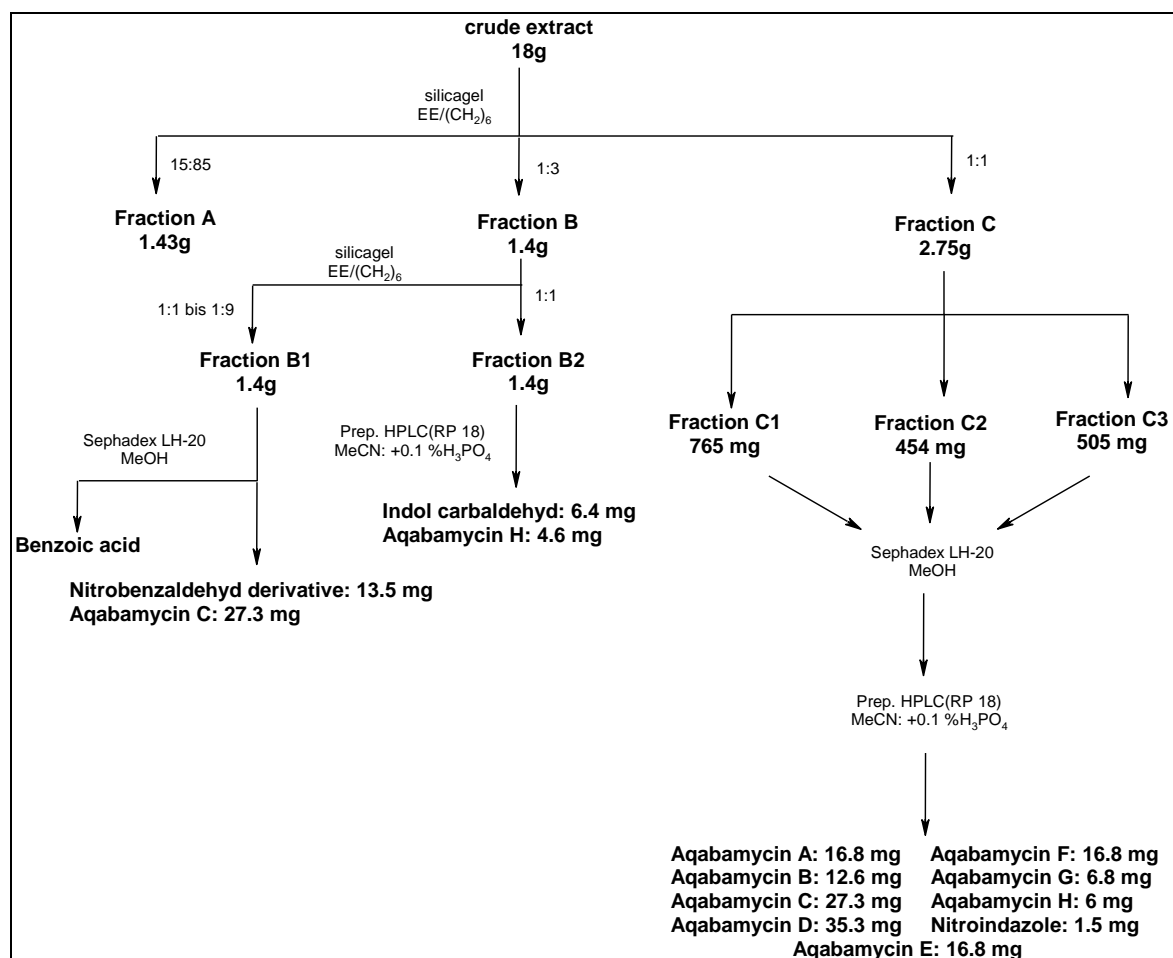 crude extract
18g
silicagel
EE/(CH2)6
15:85
1:3
1:1
Fraction A
1.43g
Fraction B
1.4g
Fraction C
2.75g
silicagel
EE/(CH2)6
1:1 bis 1:9
1:1
Fraction B1
1.4g
Fraction B2
1.4g
Fraction C1
765 mg
Fraction C2
454 mg
Fraction C3
505 mg
Sephadex LH-20
MeOH
Prep. HPLC(RP 18)
MeCN: +0.1 %H3PO4
Benzoic acid
Indol carbaldehyd: 6.4 mg
Aqabamycin H: 4.6 mg
Nitrobenzaldehyd derivative: 13.5 mg
Aqabamycin C: 27.3 mg
Sephadex LH-20
MeOH
Prep. HPLC(RP 18)
MeCN: +0.1 %H3PO4
Aqabamycin A: 16.8 mg Aqabamycin F: 16.8 mg
Aqabamycin B: 12.6 mg Aqabamycin G: 6.8 mg
Aqabamycin C: 27.3 mg Aqabamycin H: 6 mg
Aqabamycin D: 35.3 mg Nitroindazole: 1.5 mg
Aqabamycin E: 16.8 mg